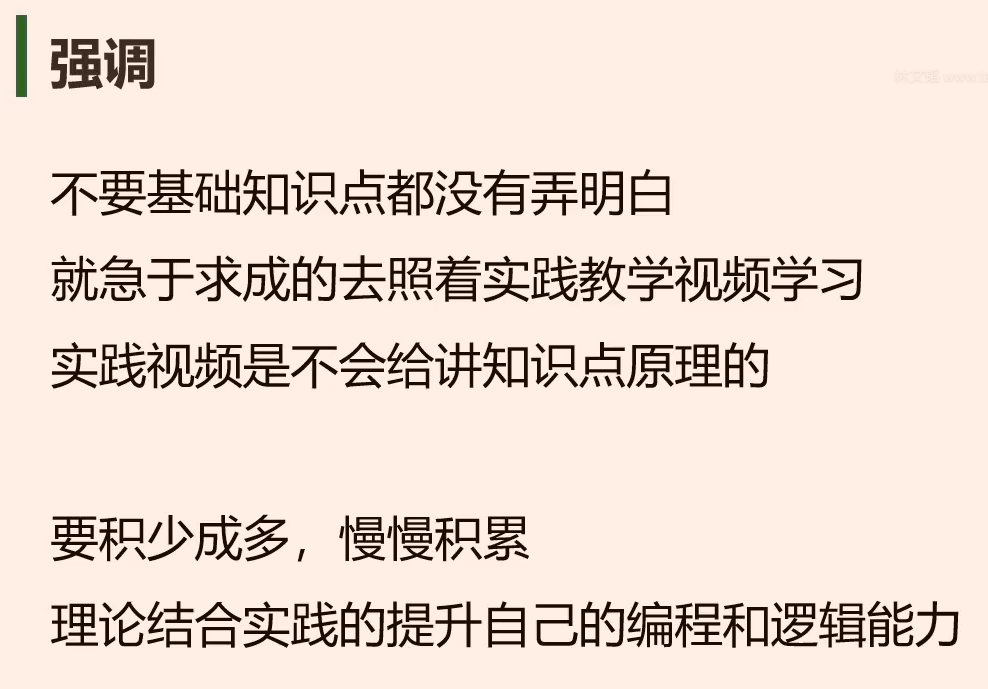 强调
不要基础知识点都没有弄明白
就急于求成的去照着实践教学视频学习
实践视频是不会给讲知识点原理的
要积少成多，慢慢积累
理论结合实践的提升自己的编程和逻辑能力